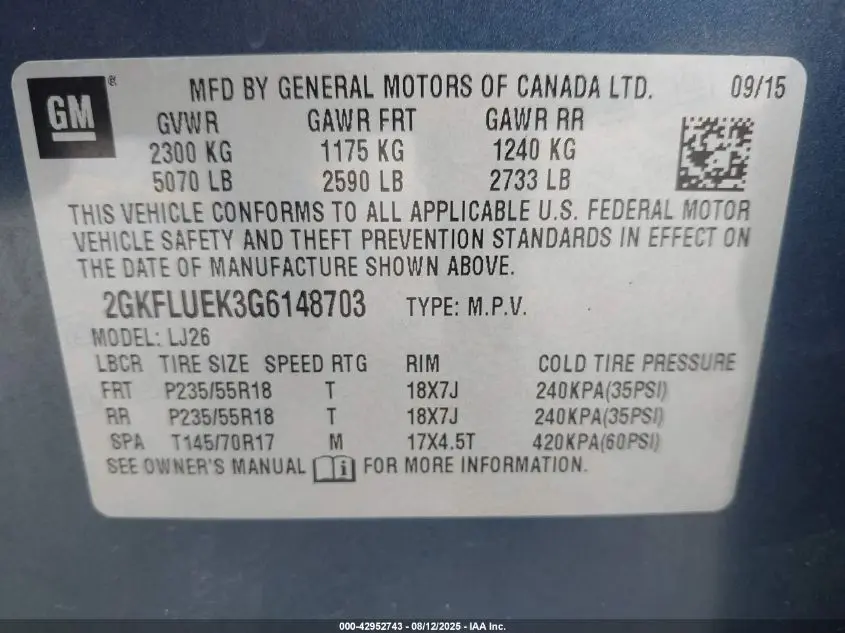 GM ®
MFD BY GENERAL MOTORS OF CANADA LTD. 09/15
GVWR GAWR FRT GAWR RR
2300 KG 1175 KG 1240 KG
5070 LB 2590 LB 2733 LB
THIS VEHICLE CONFORMS TO ALL APPLICABLE U.S. FEDERAL MOTOR
VEHICLE SAFETY AND THEFT PREVENTION STANDARDS IN EFFECT ON
THE DATE OF MANUFACTURE SHOWN ABOVE.
2GKFLUEK3G6148703 TYPE: M.P.V.
MODEL: LJ26
LBCR TIRE SIZE SPEED RTG RIM COLD TIRE PRESSURE
FRT P235/55R18 T 18X7J 240KPA(35PSI)
RR P235/55R18 T 18X7J 240KPA(35PSI)
SPA T145/70R17 M 17X4.5T 420KPA(60PSI)
SEE OWNER'S MANUAL i FOR MORE INFORMATION.
000-42952743 - 08/12/2025 - IAA Inc.